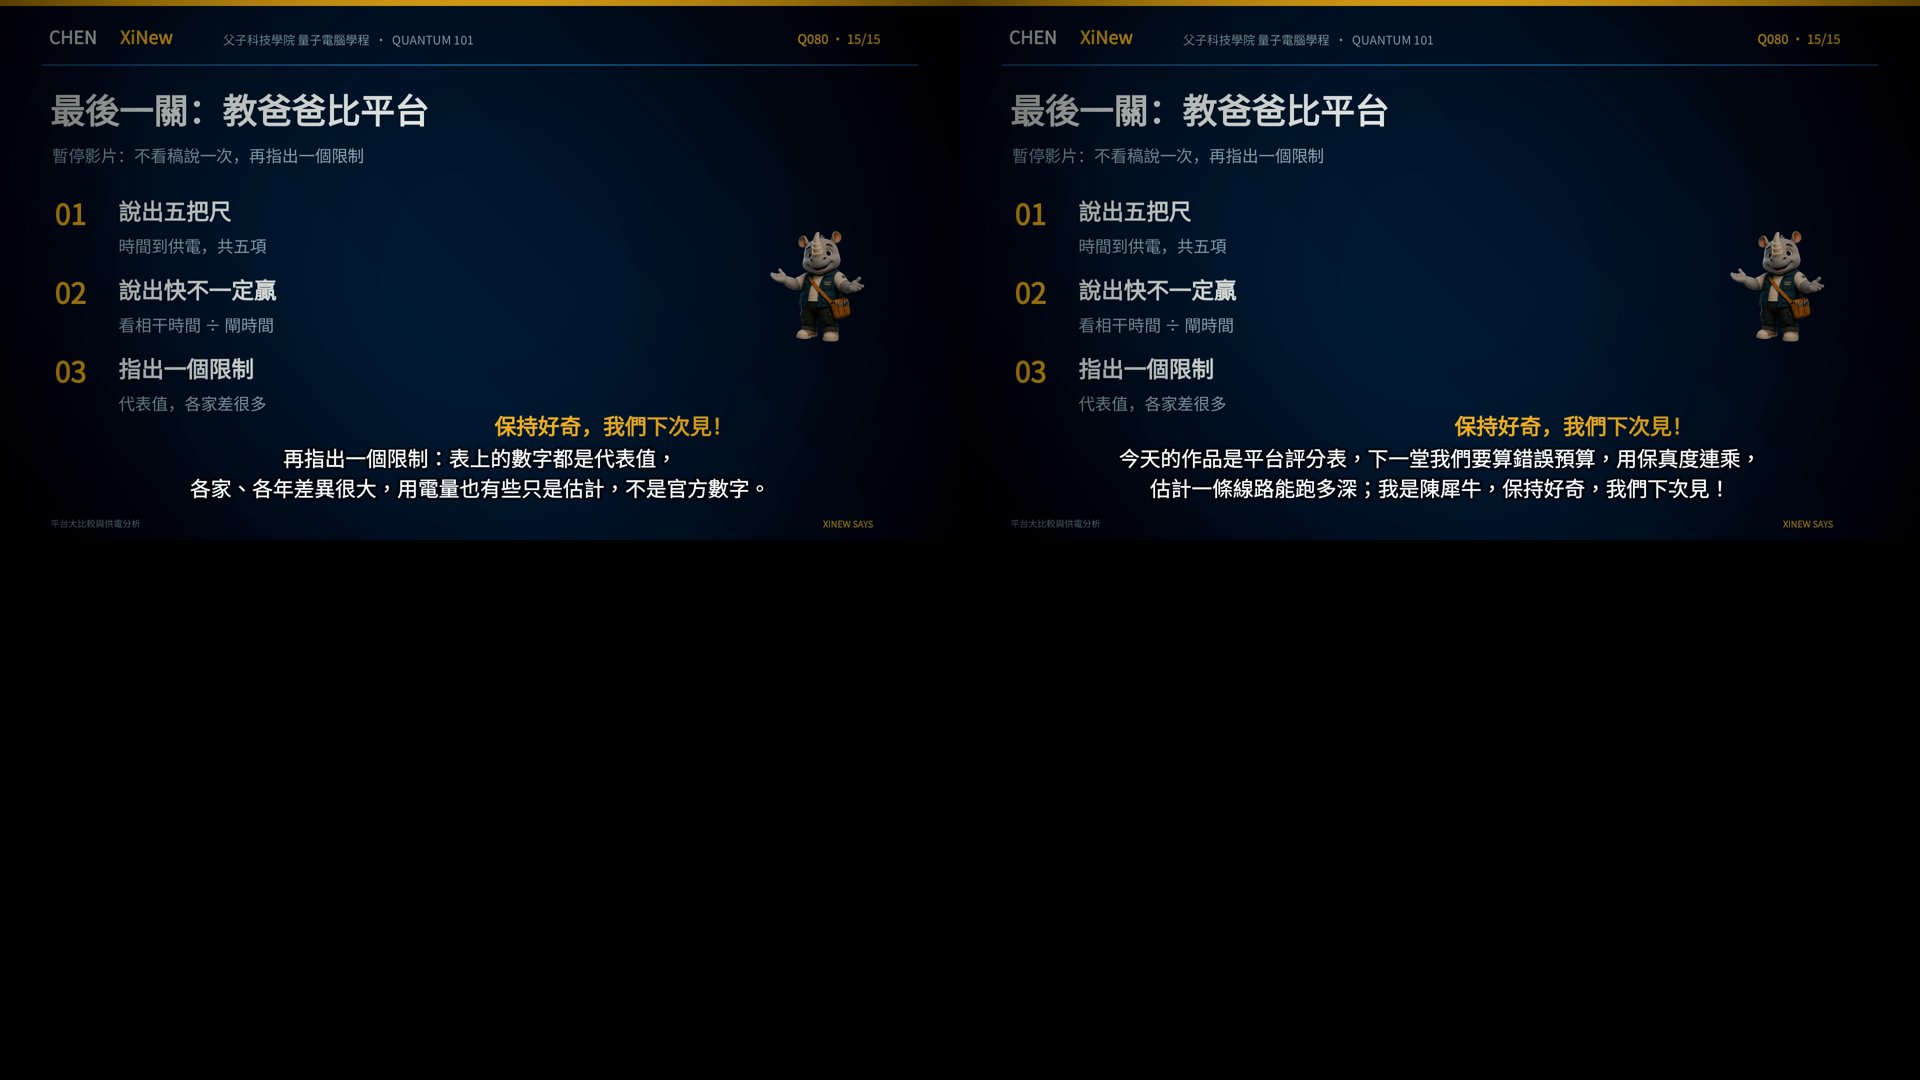 CHEN XiNew 父子科技學院 量子電腦學程 · QUANTUM 101 Q080 · 15/15
最後一關：教爸爸比平台
暫停影片：不看稿說一次，再指出一個限制
01 說出五把尺
時間到供電，共五項
02 說出快不一定贏
看相干時間 ÷ 閘時間
03 指出一個限制
代表值，各家差很多
保持好奇，我們下次見！
再指出一個限制：表上的數字都是代表值，
各家、各年差異很大，用電量也有些只是估計，不是官方數字。
平台大比較與供電分析 XINEW SAYS
CHEN XiNew 父子科技學院 量子電腦學程 · QUANTUM 101 Q080 · 15/15
最後一關：教爸爸比平台
暫停影片：不看稿說一次，再指出一個限制
01 說出五把尺
時間到供電，共五項
02 說出快不一定贏
看相干時間 ÷ 閘時間
03 指出一個限制
代表值，各家差很多
保持好奇，我們下次見！
今天的作品是平台評分表，下一堂我們要算錯誤預算，用保真度連乘，
估計一條線路能跑多深；我是陳犀牛，保持好奇，我們下次見！
平台大比較與供電分析 XINEW SAYS